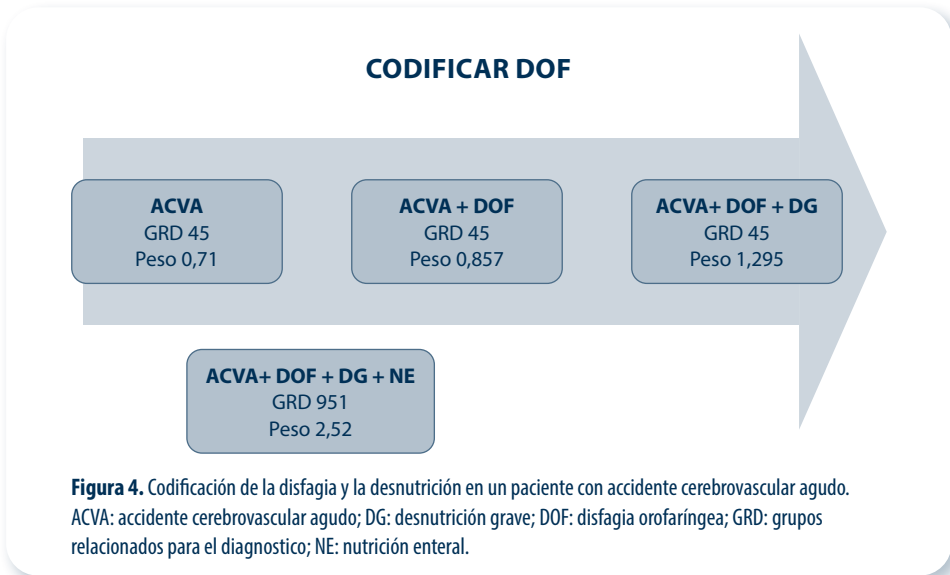 CODIFICAR DOF
ACVA
GRD 45
Peso 0,71
ACVA + DOF
GRD 45
Peso 0,857
ACVA+ DOF + DG
GRD 45
Peso 1,295
ACVA+ DOF + DG + NE
GRD 951
Peso 2,52
Figura 4. Codificación de la disfagia y la desnutrición en un paciente con accidente cerebrovascular agudo.
ACVA: accidente cerebrovascular agudo; DG: desnutrición grave; DOF: disfagia orofaríngea; GRD: grupos
relacionados para el diagnostico; NE: nutrición enteral.